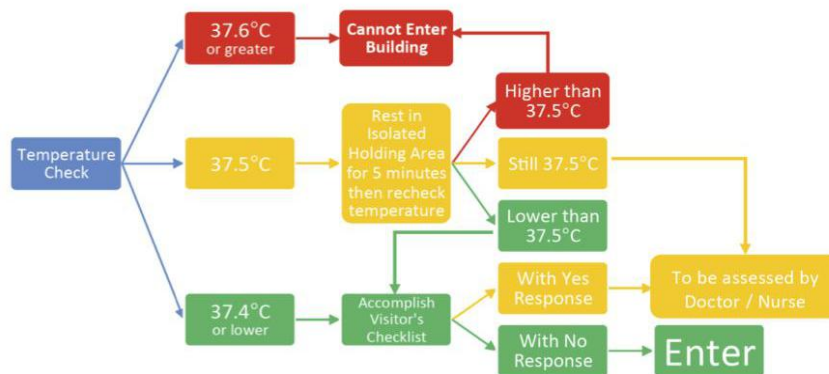 37.6°C
or greater
Cannot Enter
Building
Higher than
37.5°C
Temperature
Check
37.5°C
Rest in
Isolated
Holding Area
for 5 minutes
then recheck
temperature
Still 37.5°C
Lower than
37.5°C
37.4°C
or lower
Accomplish
Visitor's
Checklist
With Yes
Response
To be assessed by
Doctor / Nurse
With No
Response
Enter